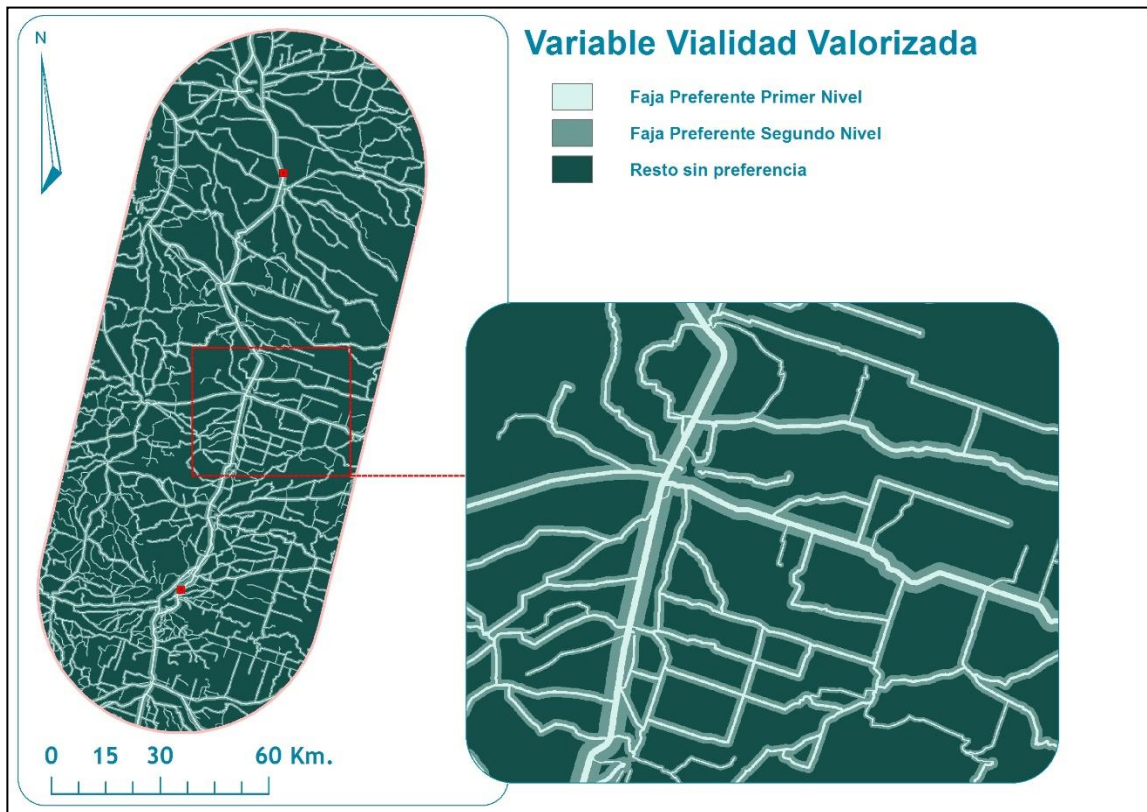 N
Variable Vialidad Valorizada
Faja Preferente Primer Nivel
Faja Preferente Segundo Nivel
Resto sin preferencia
0 15 30 60 Km.